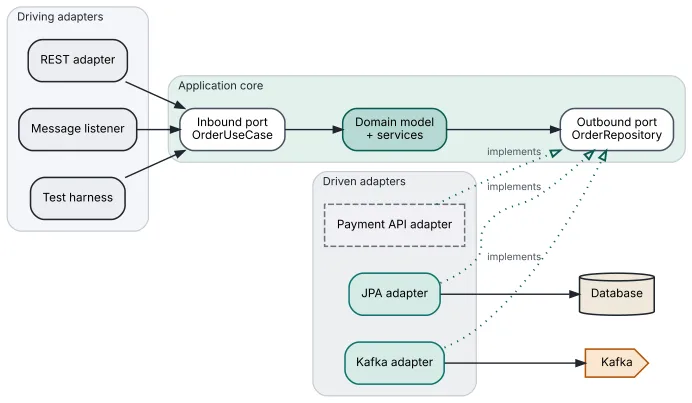 Driving adapters
REST adapter
Message listener
Test harness
Application core
Inbound port
OrderUseCase
Domain model
+ services
Outbound port
OrderRepository
implements
implements
implements
Driven adapters
Payment API adapter
JPA adapter
Database
Kafka adapter
Kafka